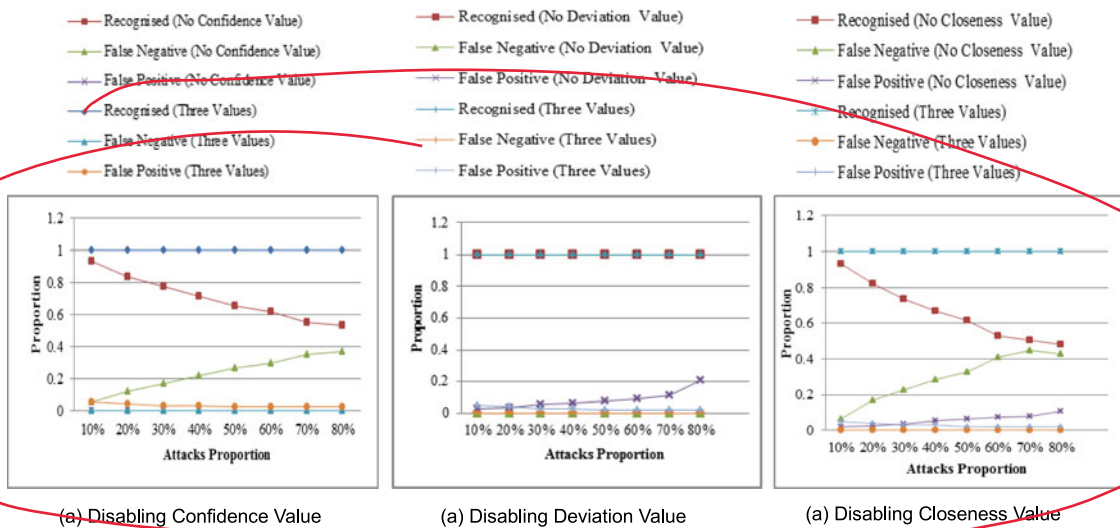 Recognised (No Confidence Value)
False Negative (No Confidence Value)
False Positive (No Confidence Value)
Recognised (Three Values)
False Negative (Three Values)
False Positive (Three Values)
1.2
1
0.8
0.6
0.4
0.2
0
Proportion
10% 20% 30% 40% 50% 60% 70% 80%
Attacks Proportion
(a) Disabling Confidence Value
Recognised (No Deviation Value)
False Negative (No Deviation Value)
False Positive (No Deviation Value)
Recognised (Three Values)
False Negative (Three Values)
False Positive (Three Values)
1.2
1
0.8
0.6
0.4
0.2
0
Proportion
10% 20% 30% 40% 50% 60% 70% 80%
Attacks Proportion
(a) Disabling Deviation Value
Recognised (No Closeness Value)
False Negative (No Closeness Value)
False Positive (No Closeness Value)
Recognised (Three Values)
False Negative (Three Values)
False Positive (Three Values)
1.2
1
0.8
0.6
0.4
0.2
0
Proportion
10% 20% 30% 40% 50% 60% 70% 80%
Attacks Proportion
(a) Disabling Closeness Value